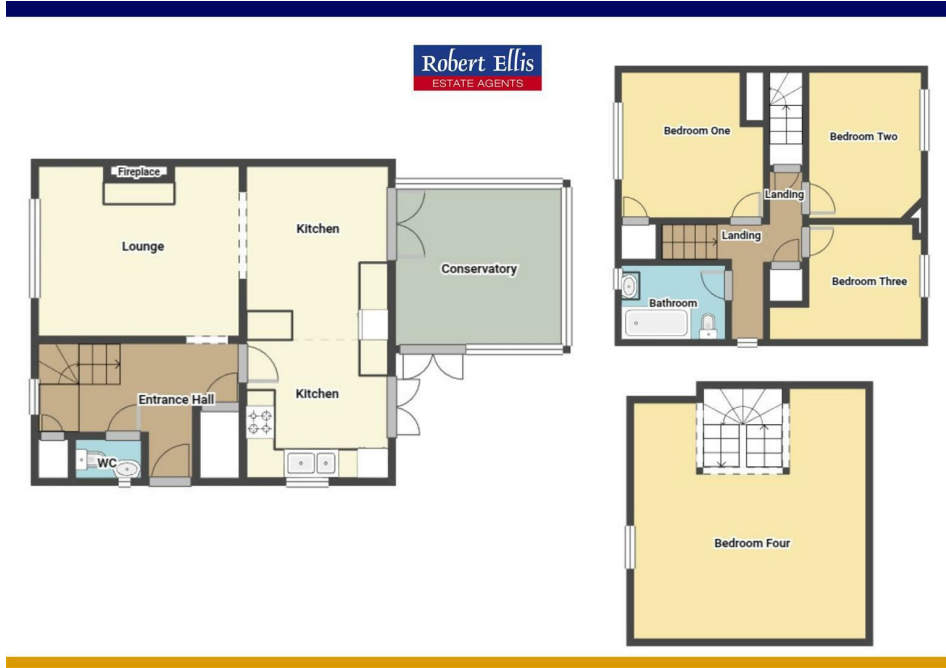 Robert Ellis
ESTATE AGENTS
Fireplace
Lounge
Kitchen
Conservatory
Entrance Hall
Kitchen
WC
Bedroom One
Bedroom Two
Landing
Landing
Bedroom Three
Bathroom
Bedroom Four